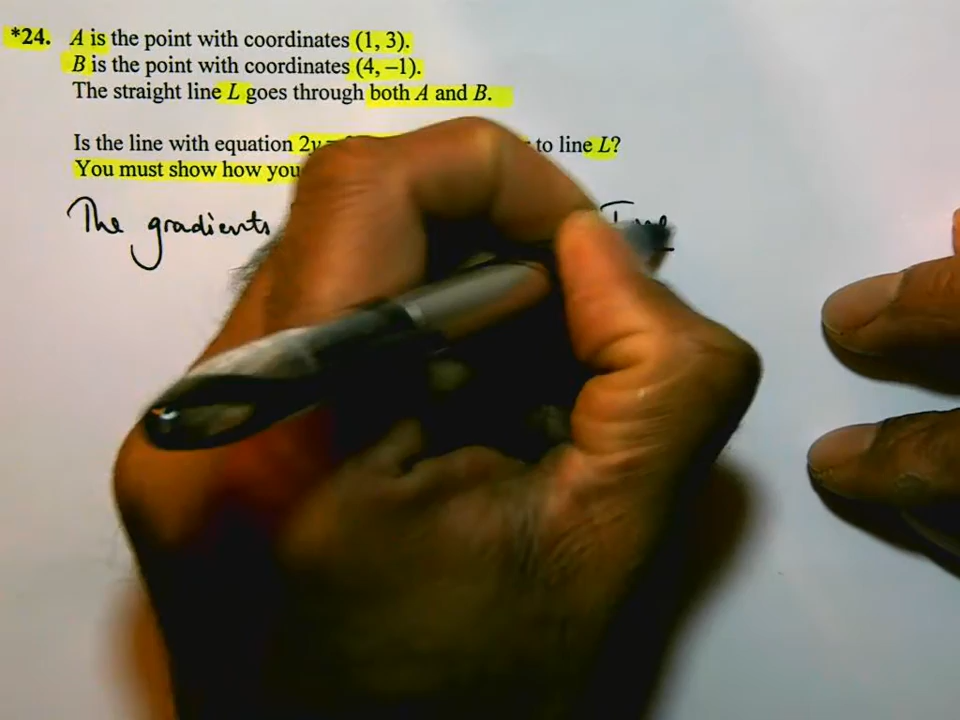 *24. A is the point with coordinates (1, 3).
B is the point with coordinates (4, –1).
The straight line L goes through both A and B.
Is the line with equation 2y = to line L?
You must show how you
The gradients